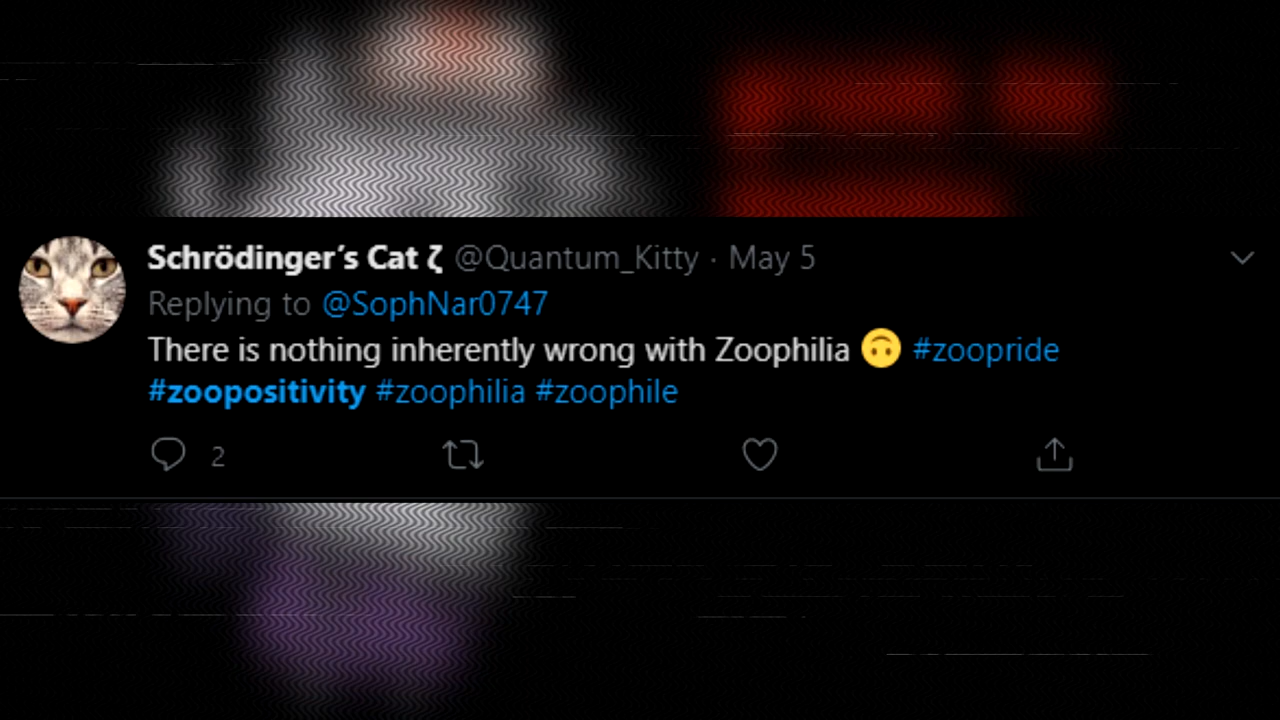 Schrödinger's Cat ζ @Quantum_Kitty · May 5
Replying to @SophNar0747
There is nothing inherently wrong with Zoophilia 🙃 #zoopride
#zoopositivity #zoophilia #zoophile
2